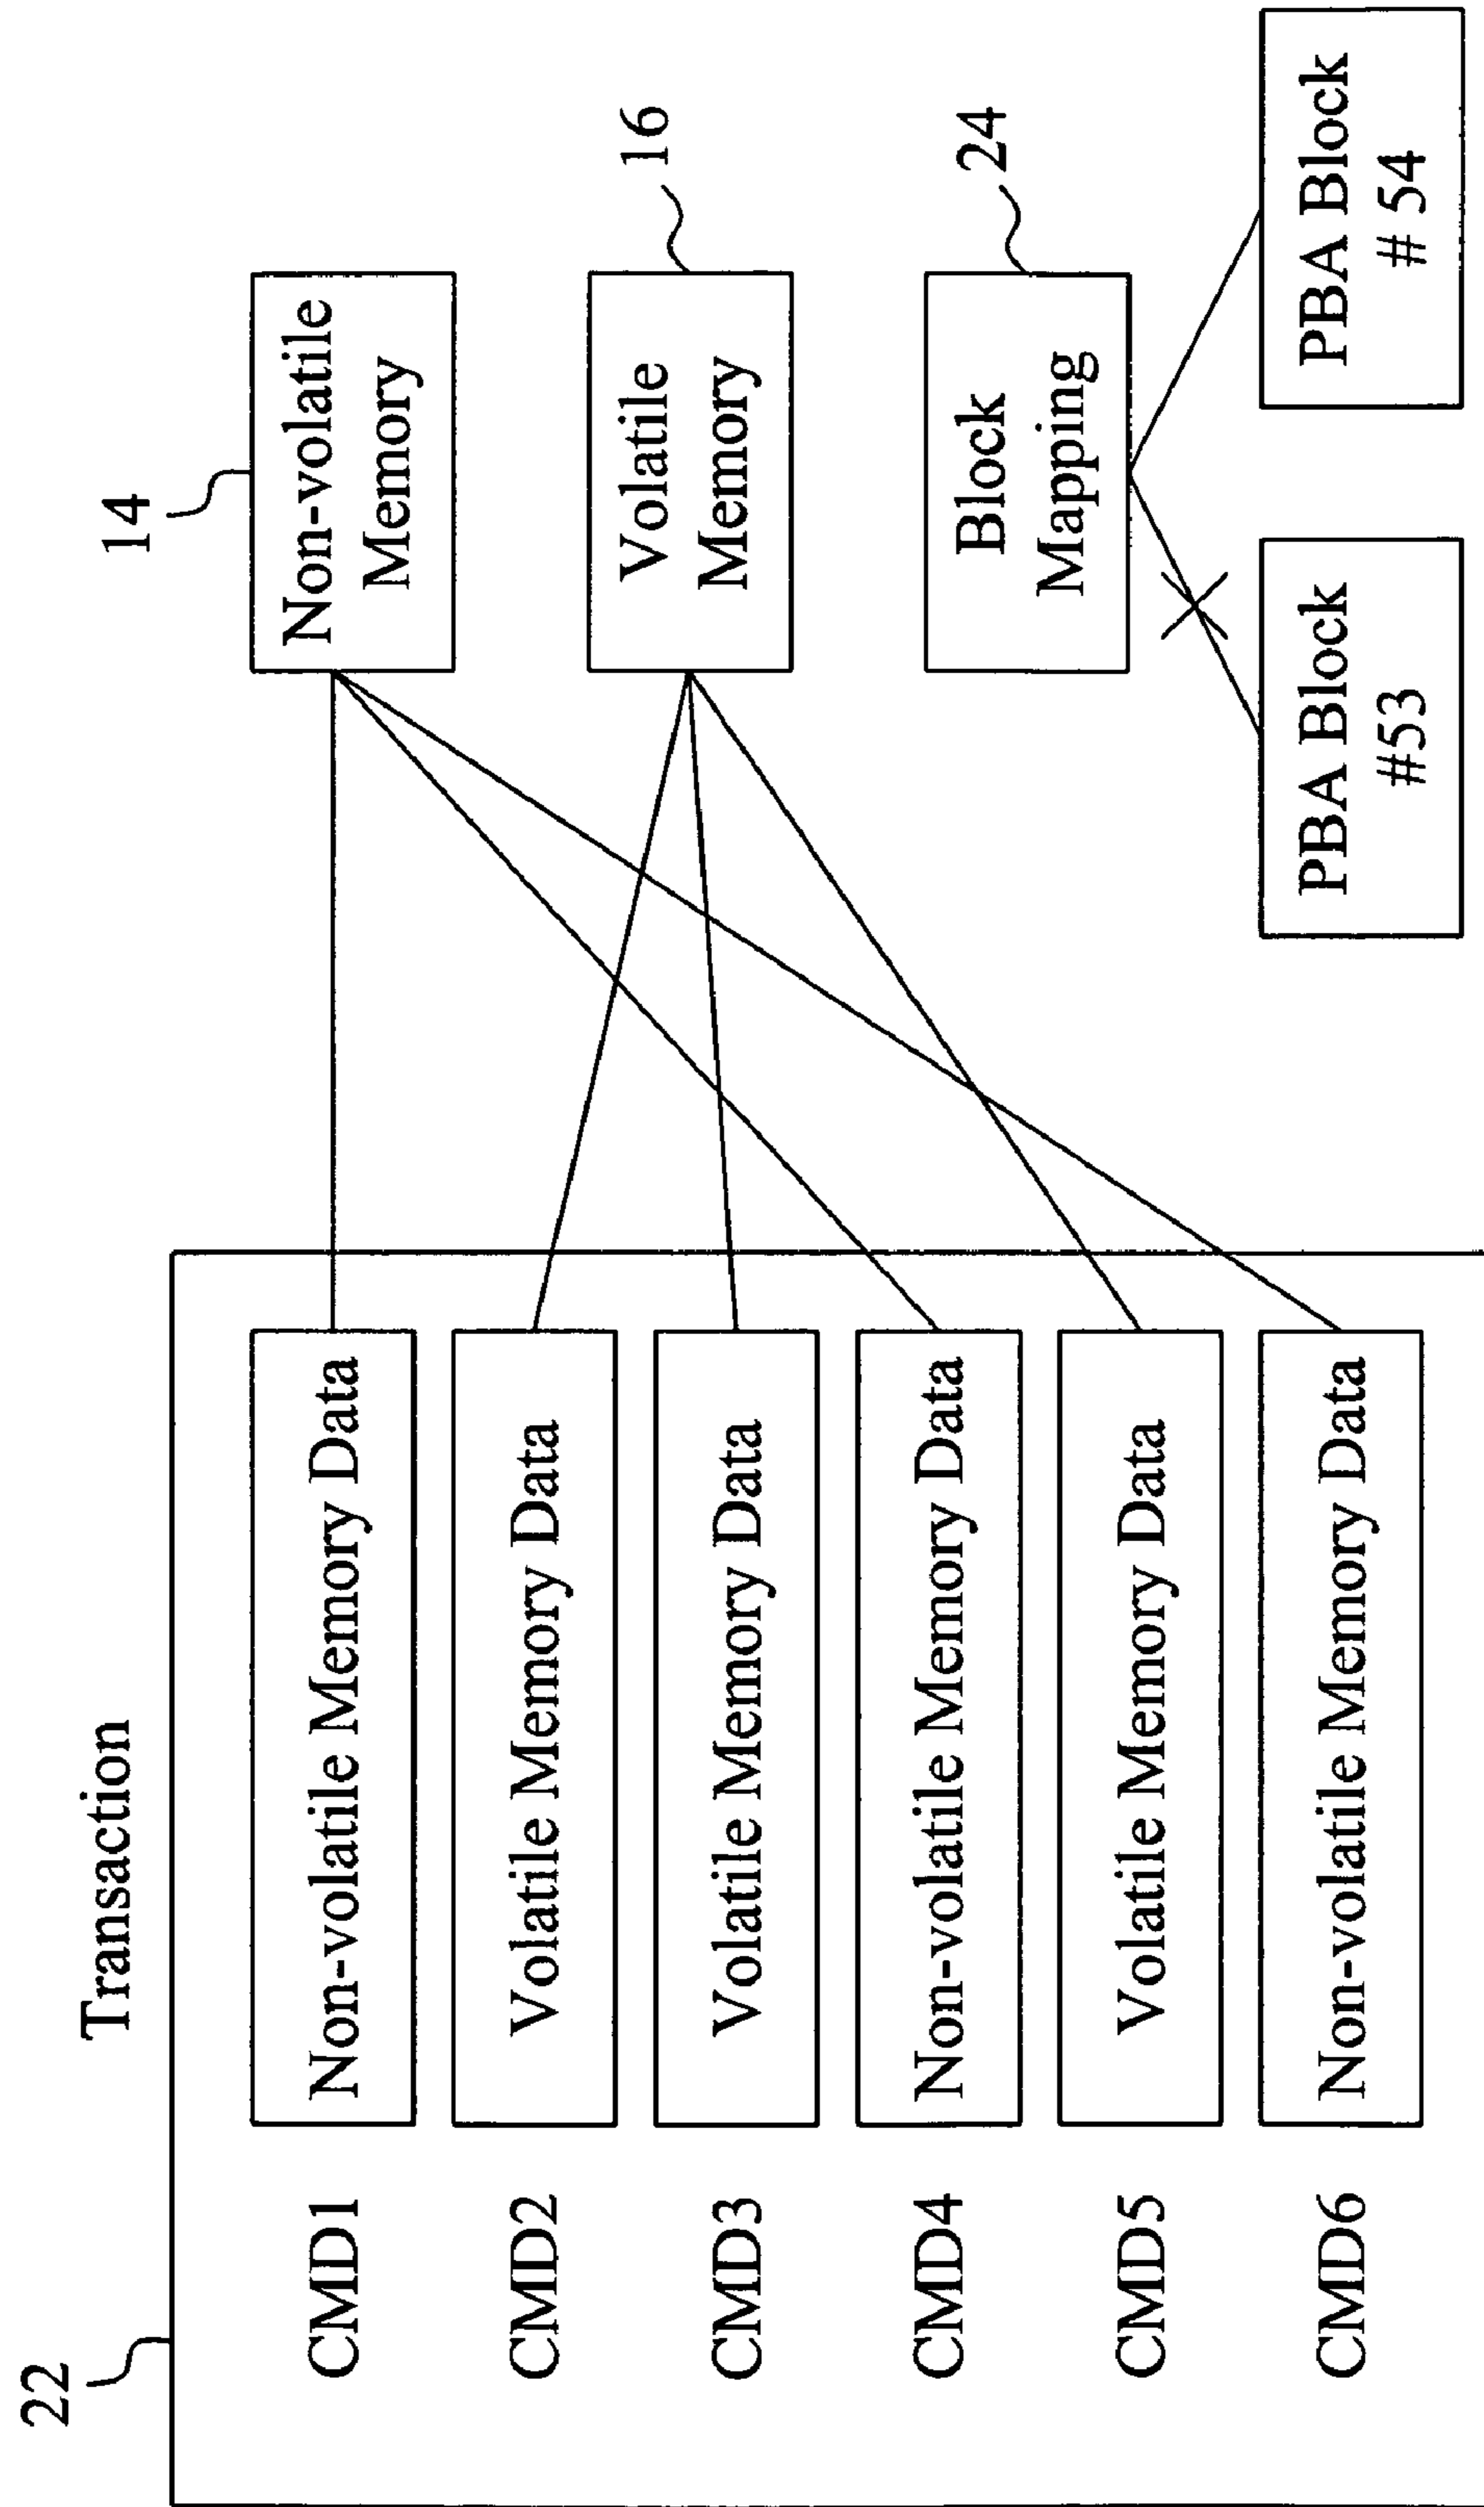 22
Transaction
CMD1
Non-volatile Memory Data
CMD2
Volatile Memory Data
CMD3
Volatile Memory Data
CMD4
Non-volatile Memory Data
CMD5
Volatile Memory Data
CMD6
Non-volatile Memory Data
14
Non-volatile
Memory
16
Volatile
Memory
24
Block
Mapping
PBA Block
#53
PBA Block
# 54